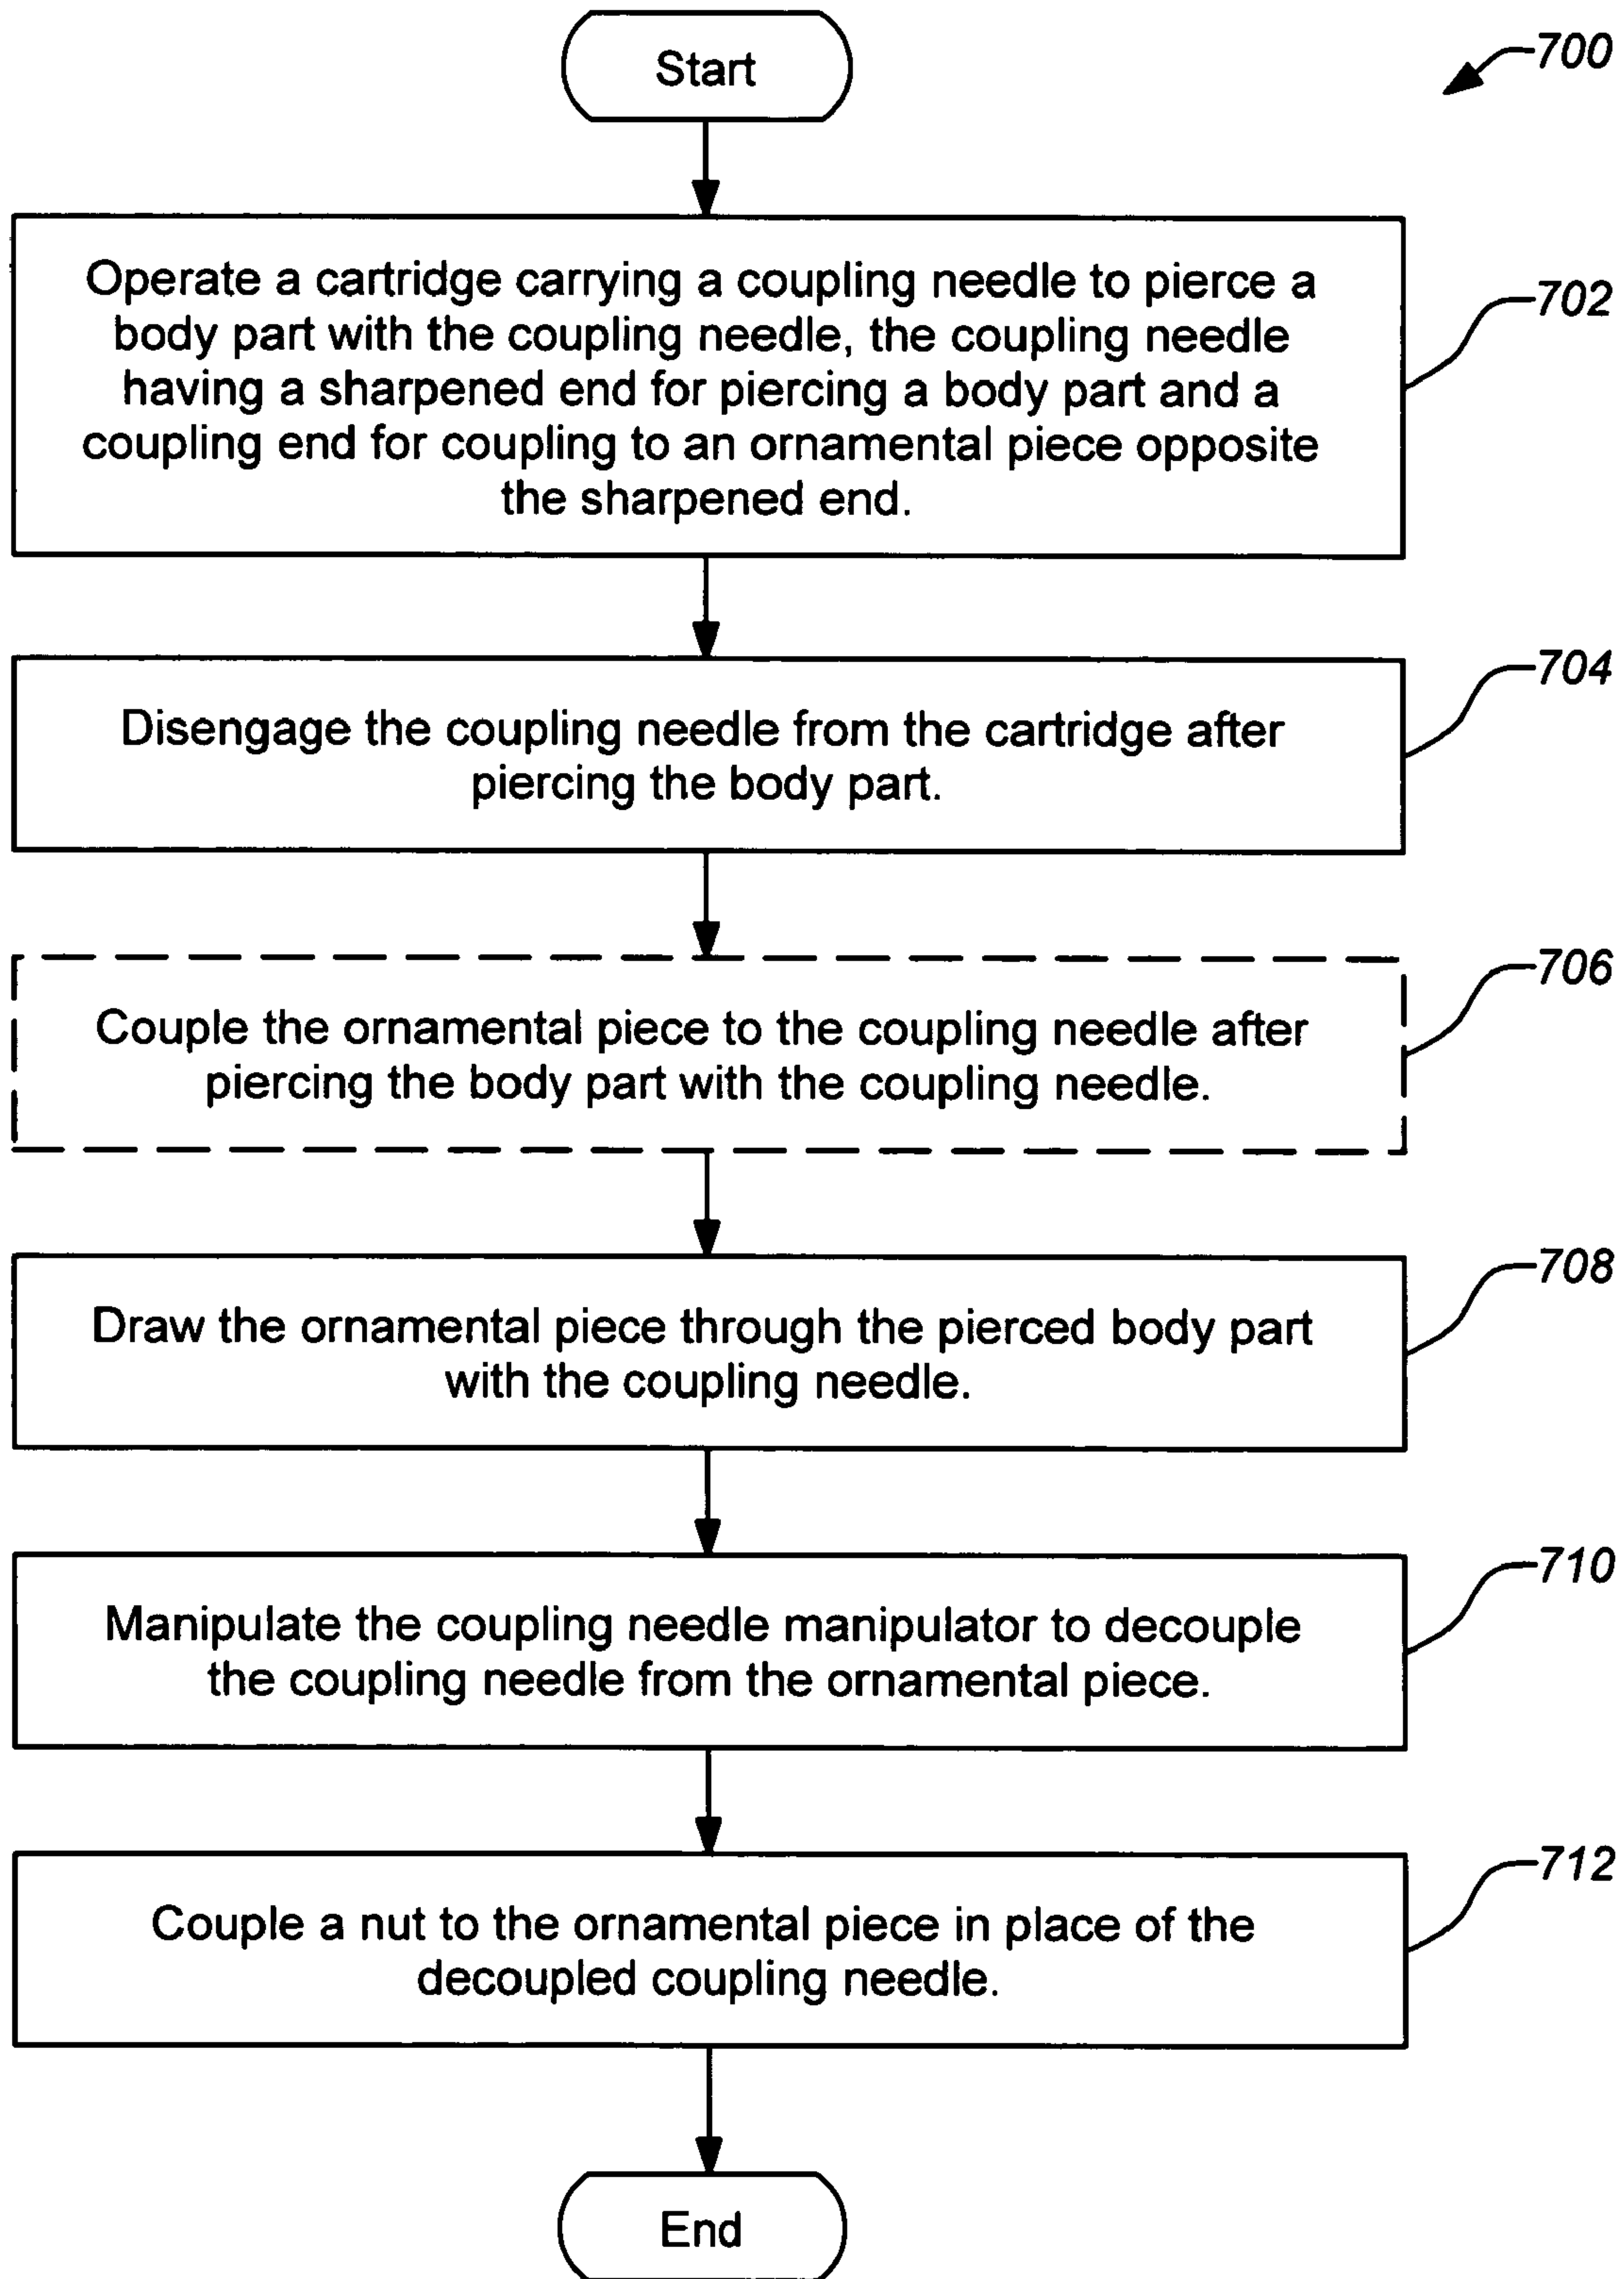 Start
700
Operate a cartridge carrying a coupling needle to pierce a
body part with the coupling needle, the coupling needle
having a sharpened end for piercing a body part and a
coupling end for coupling to an ornamental piece opposite
the sharpened end.
702
Disengage the coupling needle from the cartridge after
piercing the body part.
704
Couple the ornamental piece to the coupling needle after
piercing the body part with the coupling needle.
706
Draw the ornamental piece through the pierced body part
with the coupling needle.
708
Manipulate the coupling needle manipulator to decouple
the coupling needle from the ornamental piece.
710
Couple a nut to the ornamental piece in place of the
decoupled coupling needle.
712
End